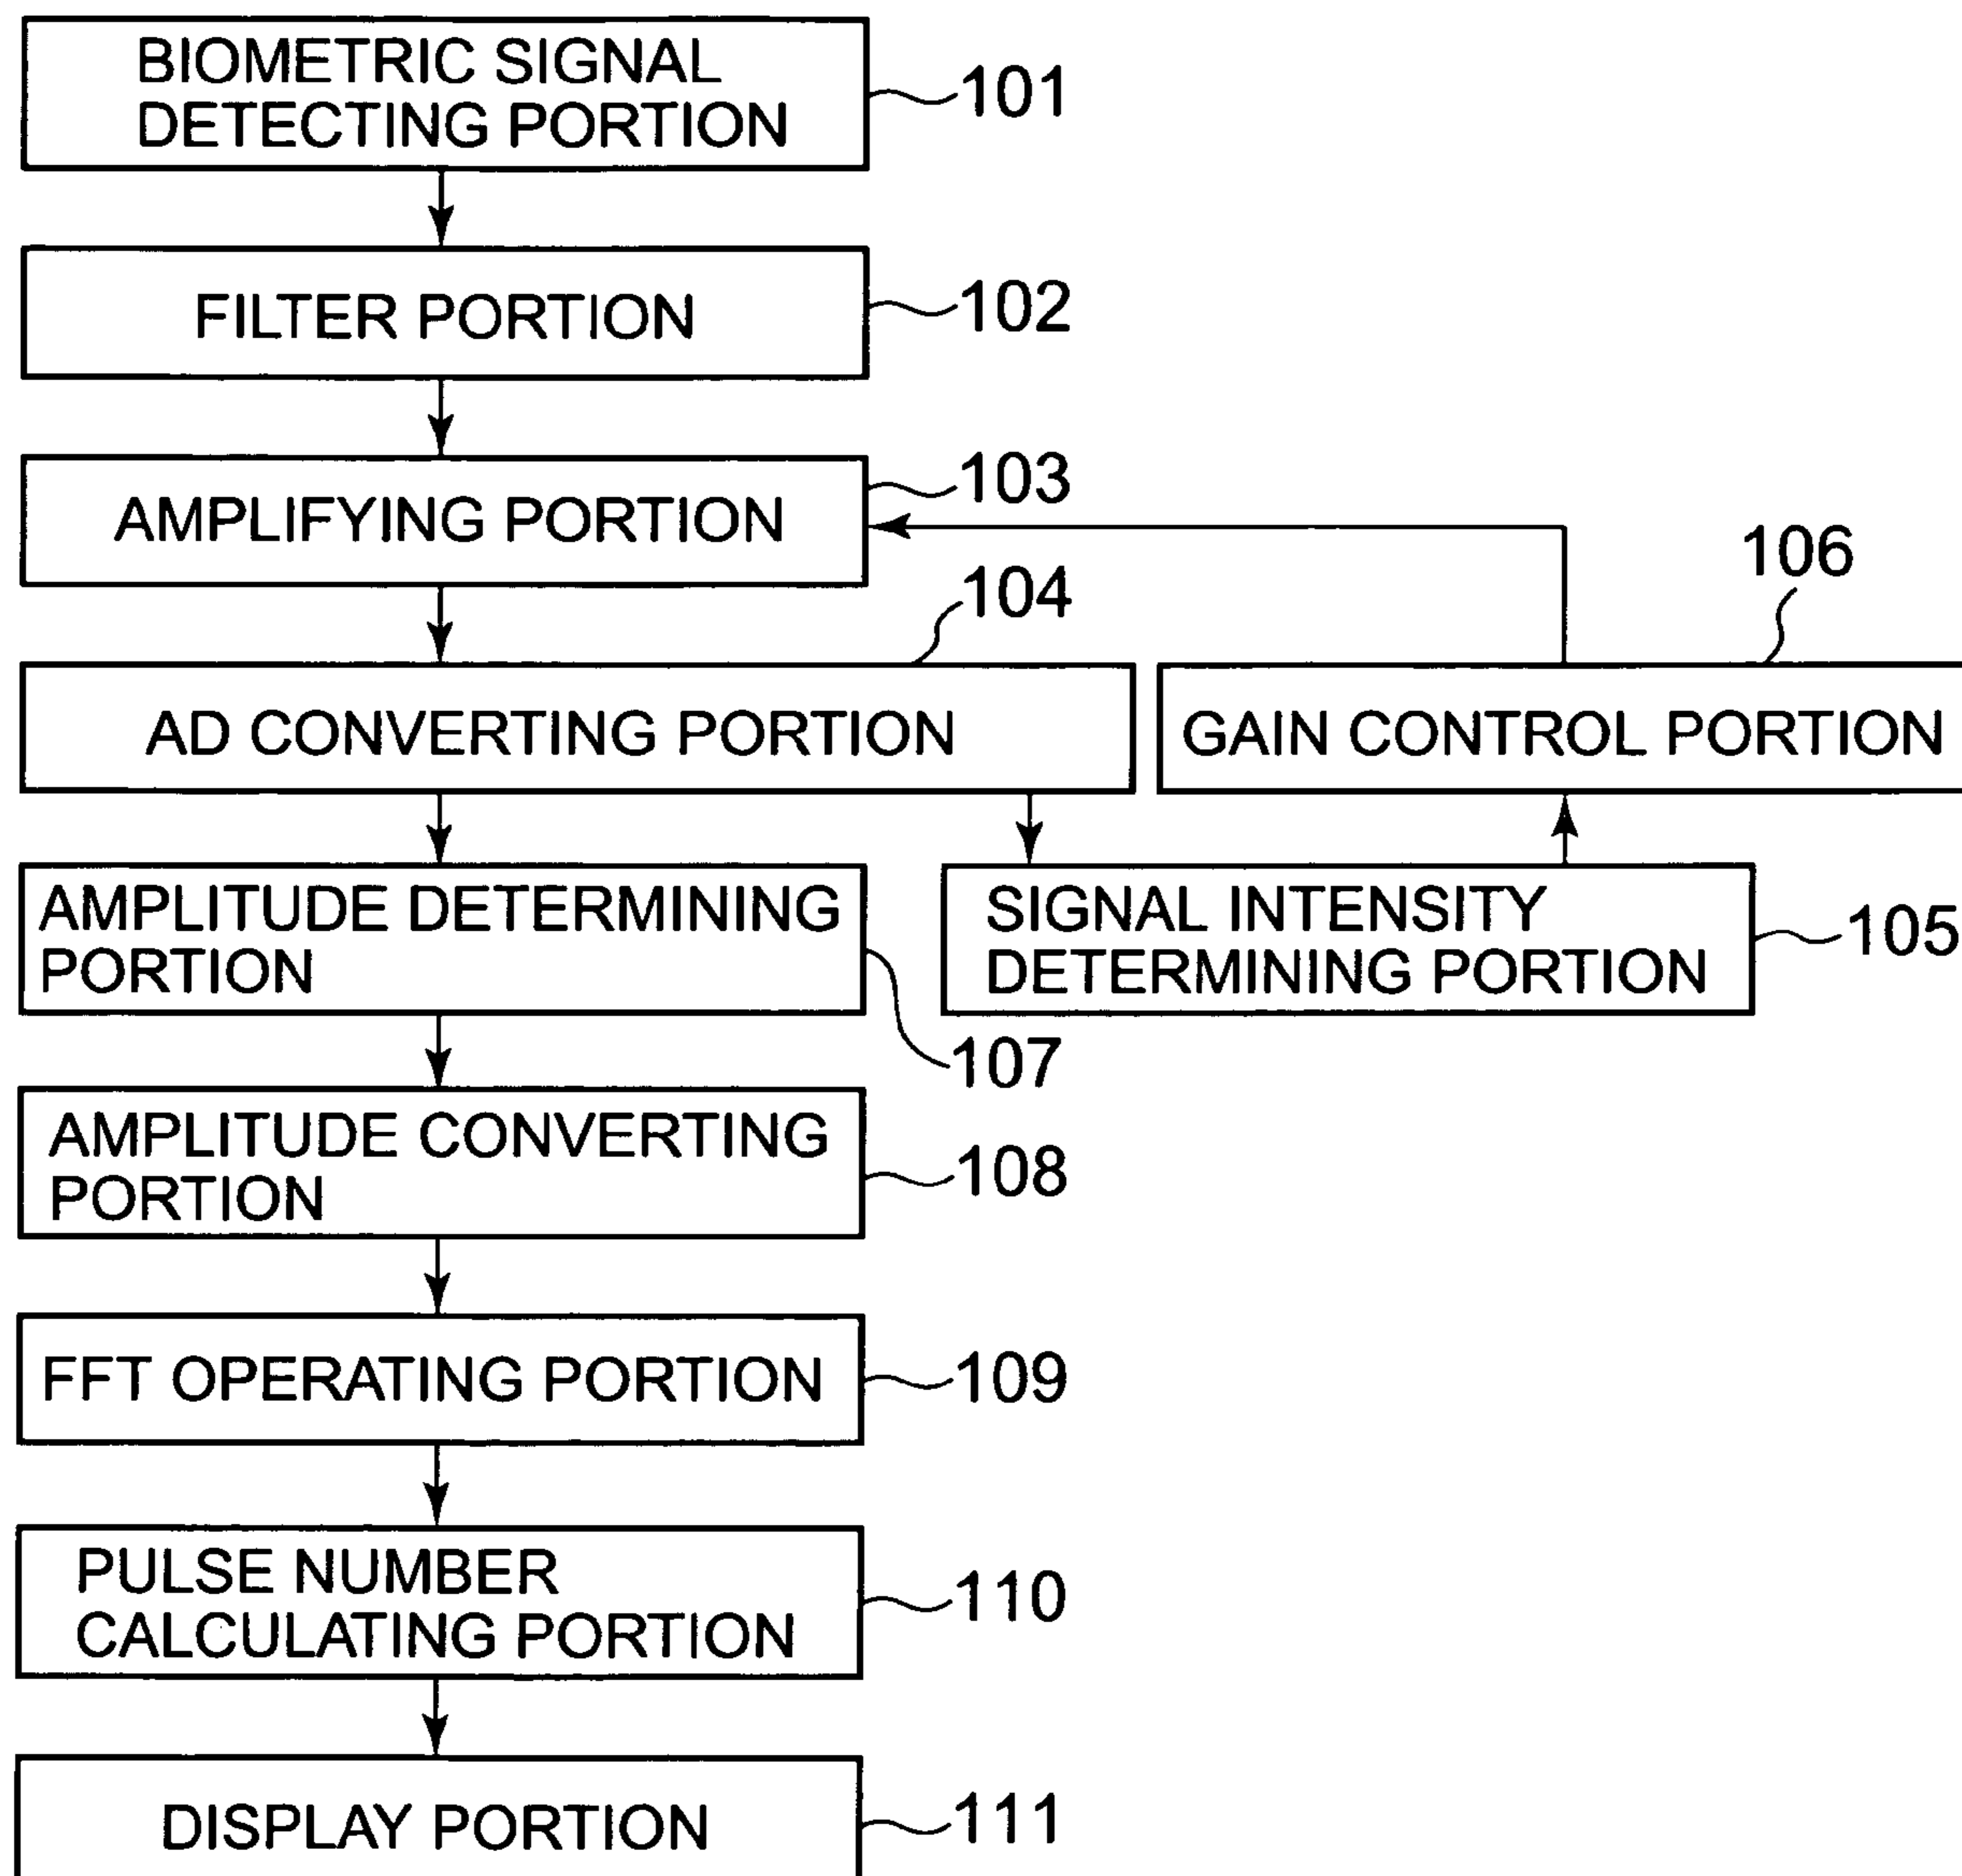 BIOMETRIC SIGNAL
DETECTING PORTION
101
FILTER PORTION
102
AMPLIFYING PORTION
103
104
106
AD CONVERTING PORTION
GAIN CONTROL PORTION
AMPLITUDE DETERMINING
PORTION
SIGNAL INTENSITY
DETERMINING PORTION
105
107
AMPLITUDE CONVERTING
PORTION
108
FFT OPERATING PORTION
109
PULSE NUMBER
CALCULATING PORTION
110
DISPLAY PORTION
111